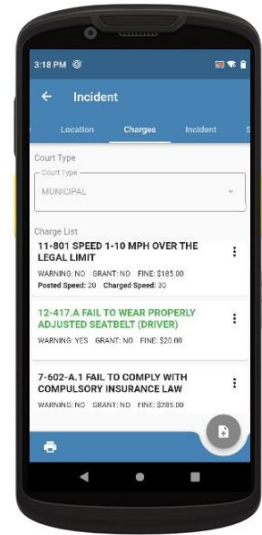 3:18 PM
Incident
Location Charges Incident
Court Type
Court Type
MUNICIPAL
Charge List
11-801 SPEED 1-10 MPH OVER THE
LEGAL LIMIT
WARNING: NO GRANT: NO FINE: $185.00
Posted Speed: 20 Charged Speed: 30
12-417.A FAIL TO WEAR PROPERLY
ADJUSTED SEATBELT (DRIVER)
WARNING: YES GRANT: NO FINE: $20.00
7-602-A.1 FAIL TO COMPLY WITH
COMPULSORY INSURANCE LAW
WARNING: NO GRANT: NO FINE: $285.00